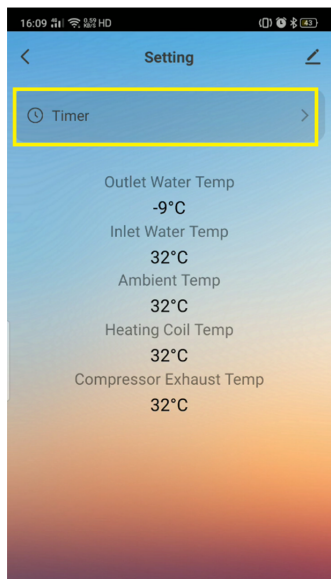 16:09 0.59 KB/S HD 43
Setting
Timer
Outlet Water Temp
-9°C
Inlet Water Temp
32°C
Ambient Temp
32°C
Heating Coil Temp
32°C
Compressor Exhaust Temp
32°C